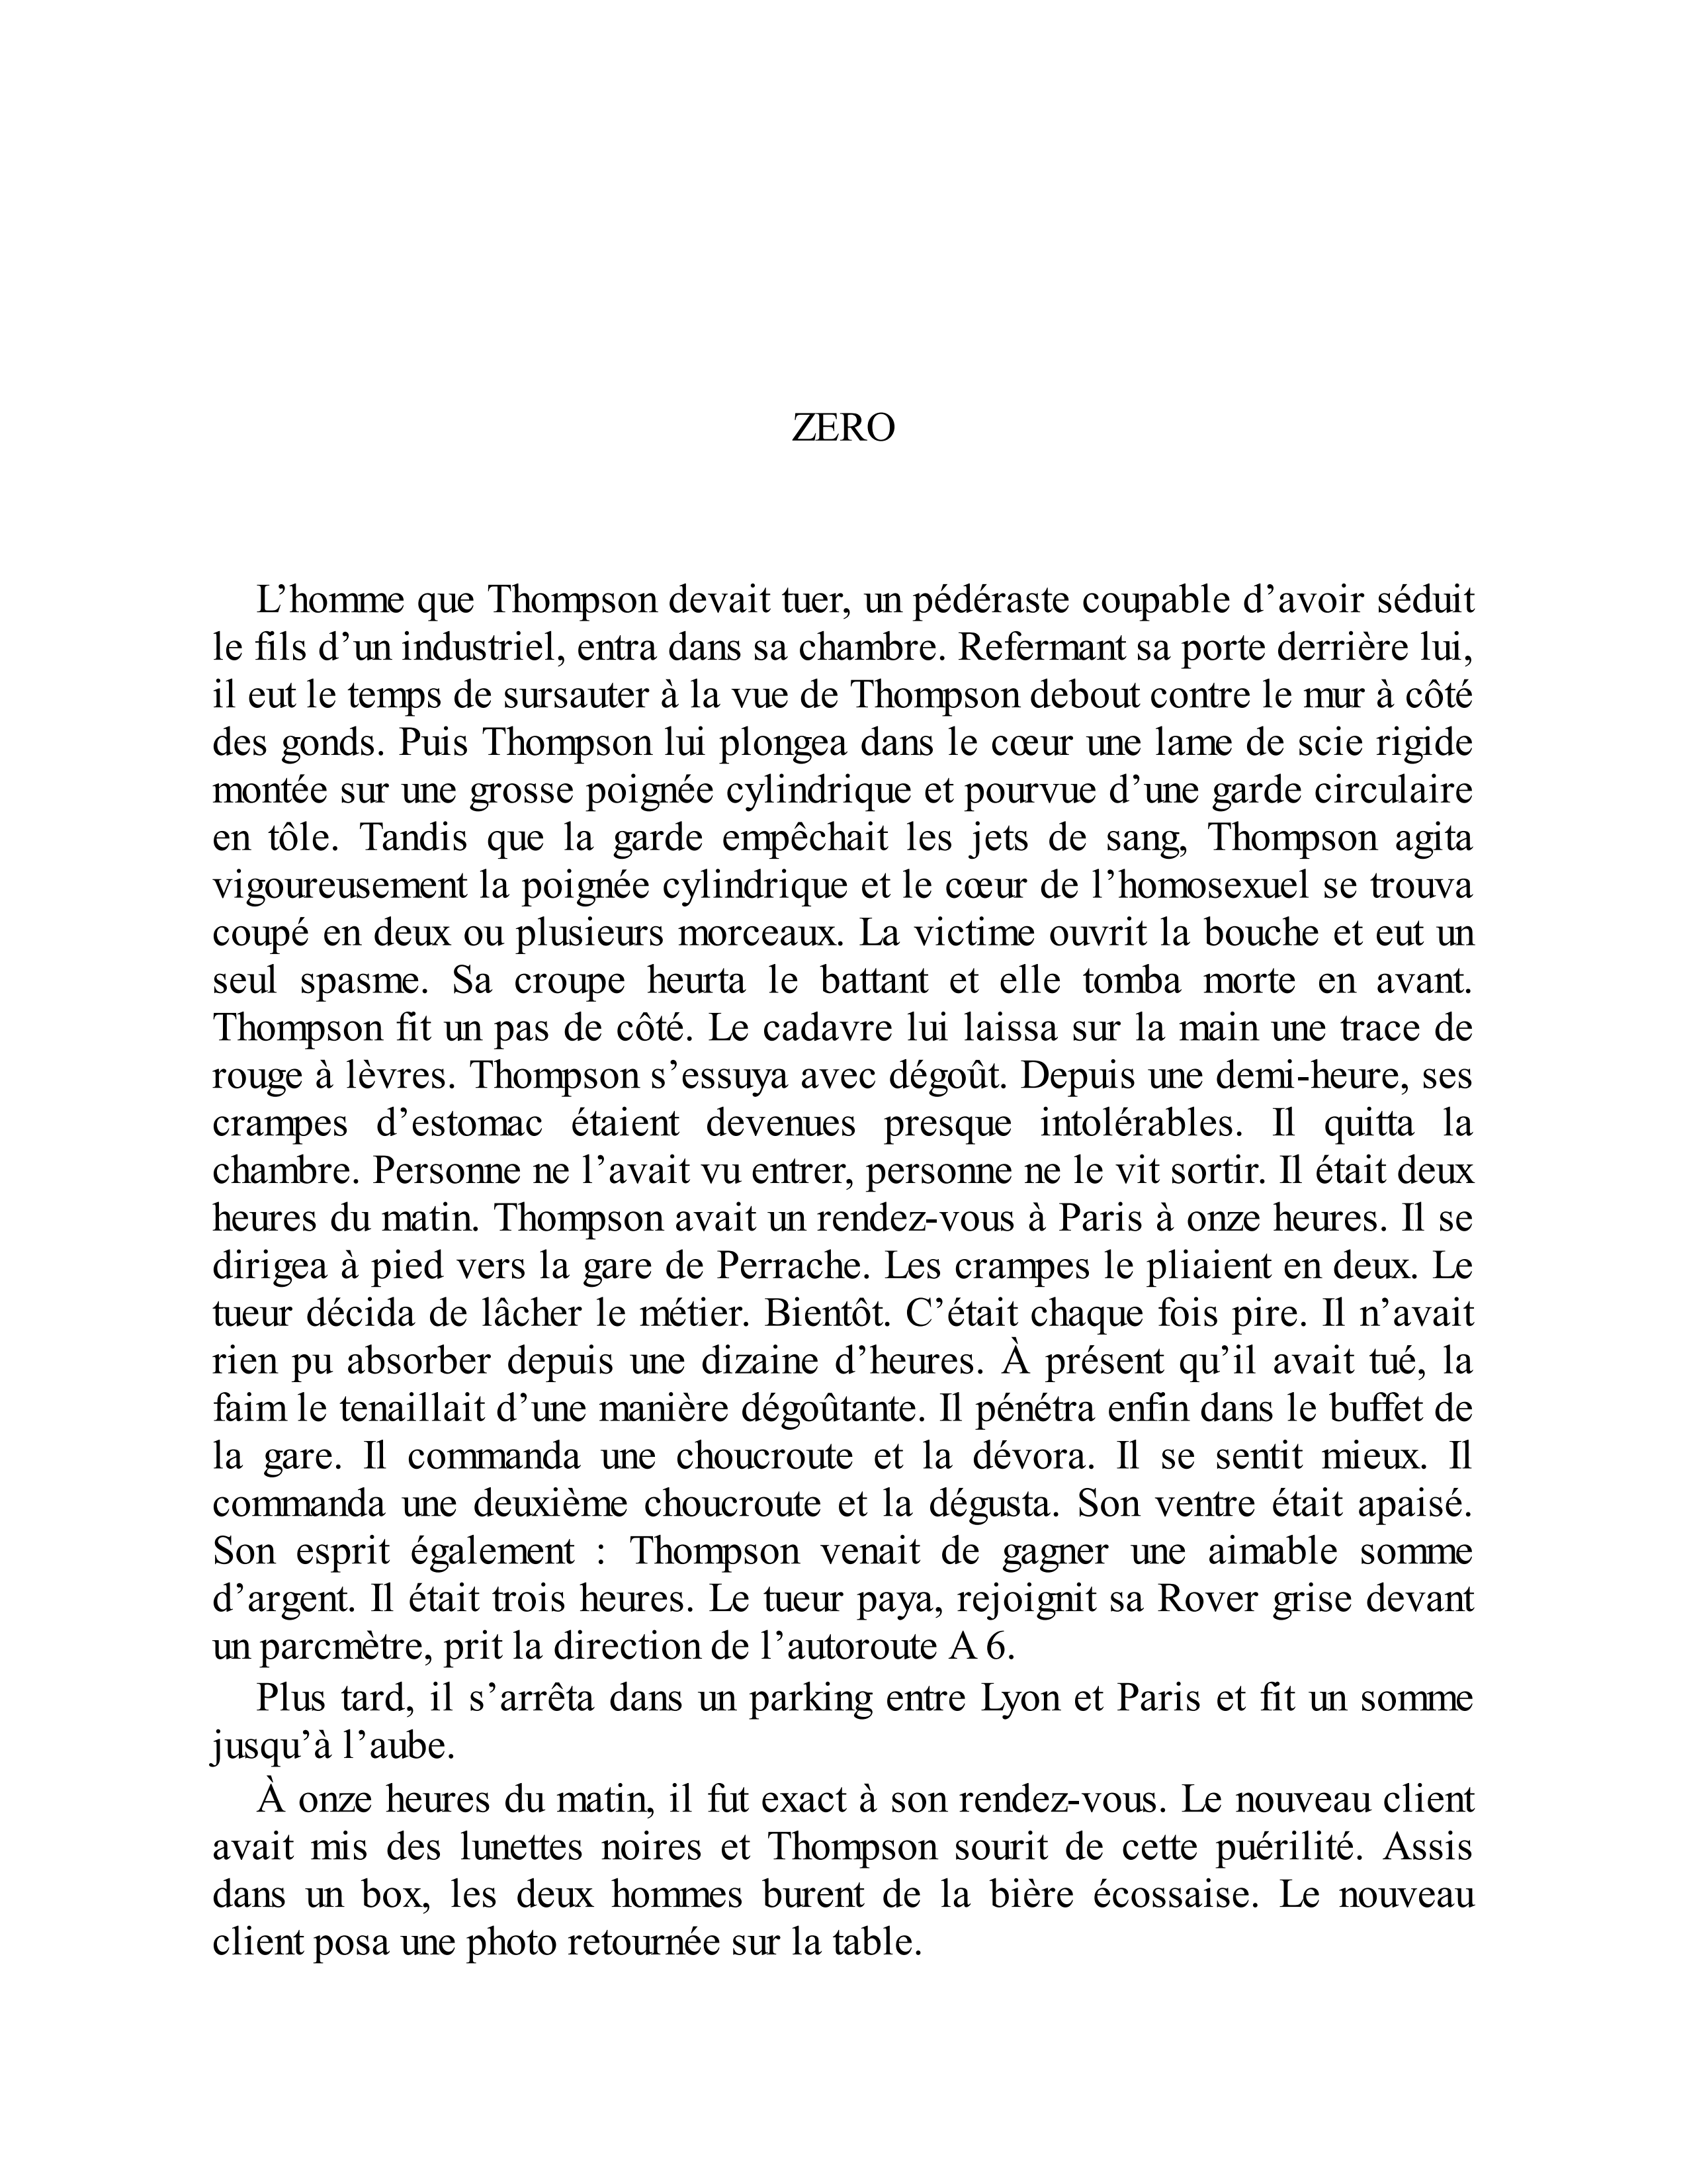 ZERO
L’homme que Thompson devait tuer, un pédéraste coupable d’avoir séduit
le fils d’un industriel, entra dans sa chambre. Refermant sa porte derrière lui,
il eut le temps de sursauter à la vue de Thompson debout contre le mur à côté
des gonds. Puis Thompson lui plongea dans le cœur une lame de scie rigide
montée sur une grosse poignée cylindrique et pourvue d’une garde circulaire
en tôle. Tandis que la garde empêchait les jets de sang, Thompson agita
vigoureusement la poignée cylindrique et le cœur de l’homosexuel se trouva
coupé en deux ou plusieurs morceaux. La victime ouvrit la bouche et eut un
seul spasme. Sa croupe heurta le battant et elle tomba morte en avant.
Thompson fit un pas de côté. Le cadavre lui laissa sur la main une trace de
rouge à lèvres. Thompson s’essuya avec dégoût. Depuis une demi-heure, ses
crampes d’estomac étaient devenues presque intolérables. Il quitta la
chambre. Personne ne l’avait vu entrer, personne ne le vit sortir. Il était deux
heures du matin. Thompson avait un rendez-vous à Paris à onze heures. Il se
dirigea à pied vers la gare de Perrache. Les crampes le pliaient en deux. Le
tueur décida de lâcher le métier. Bientôt. C’était chaque fois pire. Il n’avait
rien pu absorber depuis une dizaine d’heures. À présent qu’il avait tué, la
faim le tenaillait d’une manière dégoûtante. Il pénétra enfin dans le buffet de
la gare. Il commanda une choucroute et la dévora. Il se sentit mieux. Il
commanda une deuxième choucroute et la dégusta. Son ventre était apaisé.
Son esprit également : Thompson venait de gagner une aimable somme
d’argent. Il était trois heures. Le tueur paya, rejoignit sa Rover grise devant
un parcmètre, prit la direction de l’autoroute A 6.
Plus tard, il s’arrêta dans un parking entre Lyon et Paris et fit un somme
jusqu’à l’aube.
À onze heures du matin, il fut exact à son rendez-vous. Le nouveau client
avait mis des lunettes noires et Thompson sourit de cette puérilité. Assis
dans un box, les deux hommes burent de la bière écossaise. Le nouveau
client posa une photo retournée sur la table.